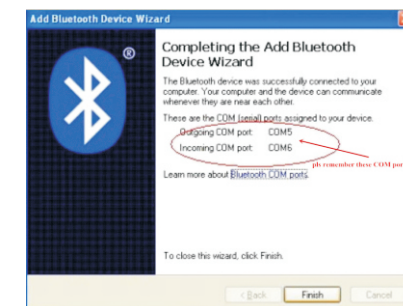 Add Bluetooth Device Wizard
®
Completing the Add Bluetooth
Device Wizard
The Bluetooth device was successfully connected to your
computer. Your computer and the device can communicate
whenever they are near each other.
These are the COM (serial) ports assigned to your device.
Outgoing COM port: COM5
Incoming COM port: COM6
pls remember these COM por
Learn more about Bluetooth COM ports.
To close this wizard, click Finish.
< Back
Finish
Cancel